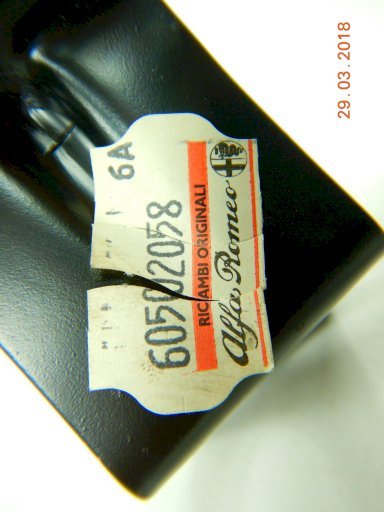 29.03.2018
Alfa Romeo
RICAMBI ORIGINALI
60502058
6A